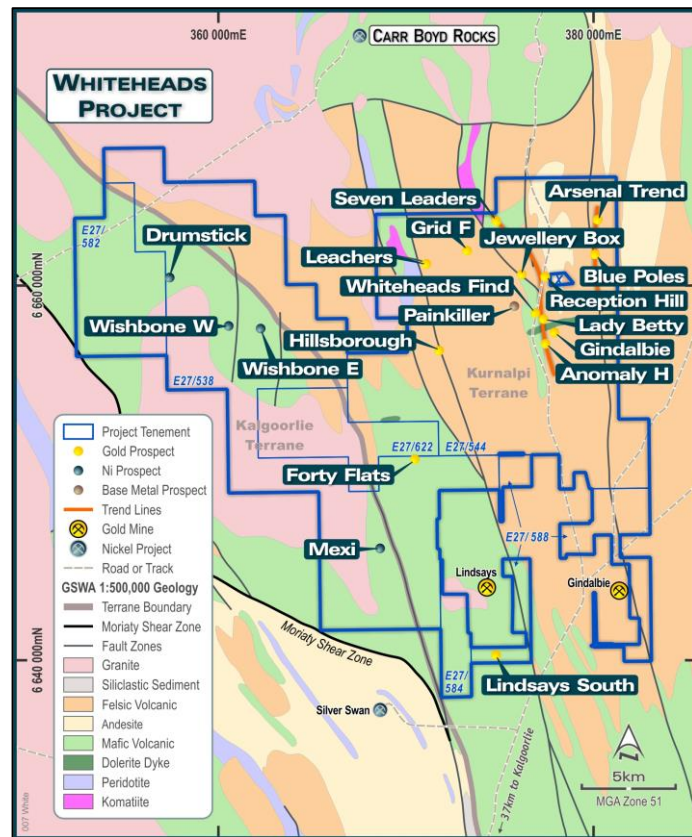 360 000mE
CARR BOYD ROCKS
380 000mE
WHITEHEADS
PROJECT
Seven Leaders
Arsenal Trend
E27/
582
Drumstick
Grid F
Jewellery Box
Leachers
Blue Poles
6 660 000mN
Whiteheads Find
Reception Hill
Painkiller
Lady Betty
Wishbone W
Hillsborough
Gindalbie
Wishbone E
Kurnalpi
Terrane
Anomaly H
E27/538
Kalgoorlie
Terrane
E27/622
E27/544
Forty Flats
E27/588
Mexi
Lindsays
Gindalbie
Project Tenement
Gold Prospect
Ni Prospect
Base Metal Prospect
Trend Lines
Gold Mine
Nickel Project
Road or Track
GSWA 1:500,000 Geology
Terrane Boundary
Moriaty Shear Zone
Fault Zones
Granite
Siliclastic Sediment
Felsic Volcanic
Andesite
Mafic Volcanic
Dolerite Dyke
Peridotite
Komatiite
6 640 000mN
Moriaty Shear Zone
E27/
584
Lindsays South
Silver Swan
37km to Kalgoorlie
N
5km
MGA Zone 51
007 White